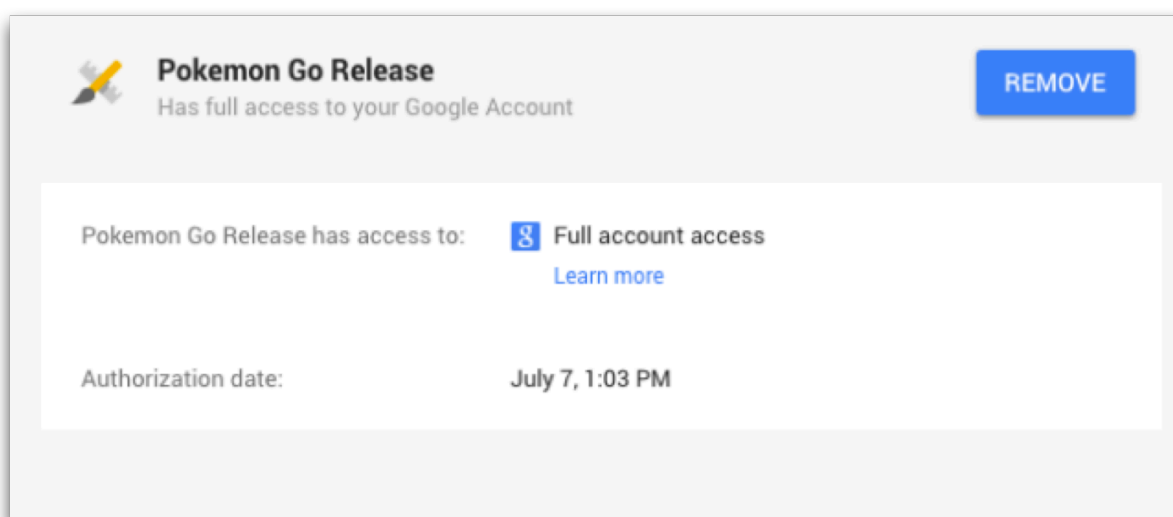 Pokemon Go Release
Has full access to your Google Account
REMOVE
Pokemon Go Release has access to:
g Full account access
Learn more
Authorization date:
July 7, 1:03 PM